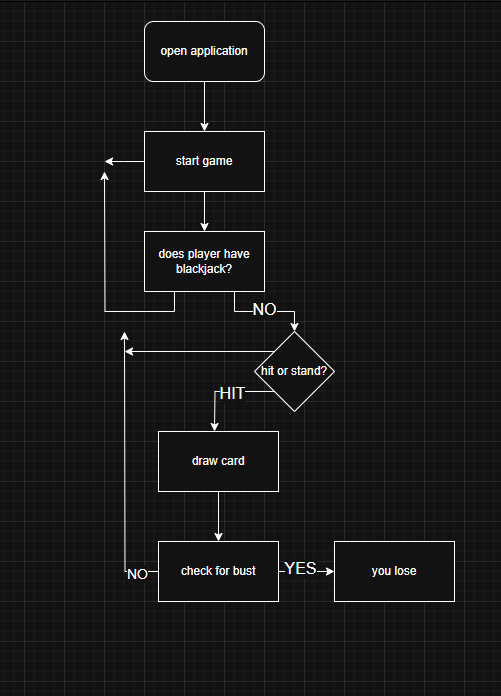 open application
start game
does player have
blackjack?
NO
hit or stand?
HIT
draw card
check for bust
YES
you lose
NO